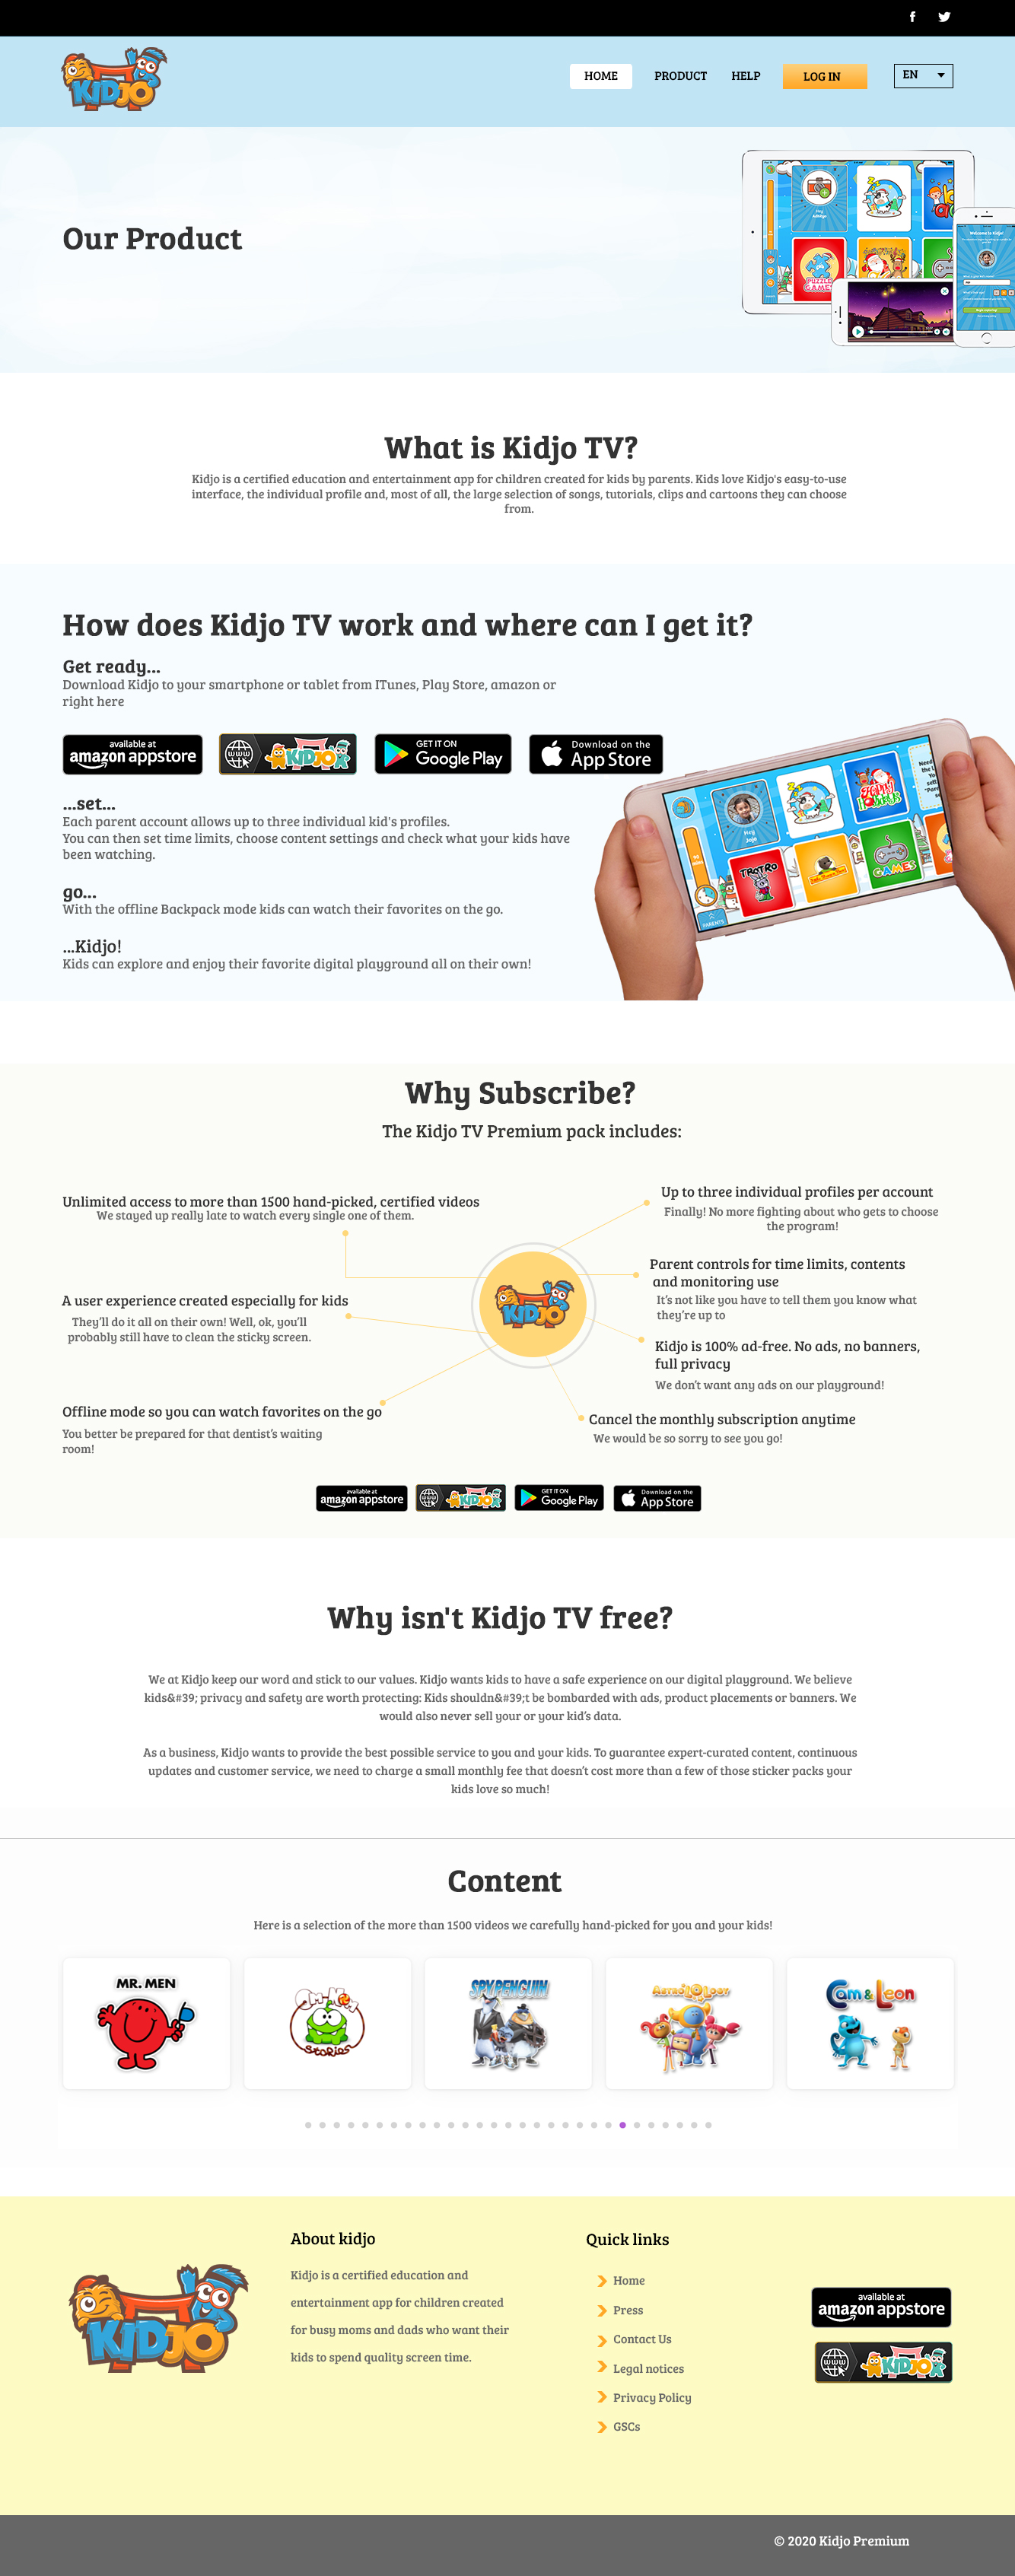 f
KIDJO
HOME
PRODUCT
HELP
LOG IN
EN
Our Product
What is Kidjo TV?
Kidjo is a certified education and entertainment app for children created for kids by parents. Kids love Kidjo's easy-to-use
interface, the individual profile and, most of all, the large selection of songs, tutorials, clips and cartoons they can choose
from.
How does Kidjo TV work and where can I get it?
Get ready...
Download Kidjo to your smartphone or tablet from ITunes, Play Store, amazon or
right here
available at
amazon appstore
WWW
KIDJO
GET IT ON
Google Play
Download on the
App Store
...set...
Each parent account allows up to three individual kid's profiles.
You can then set time limits, choose content settings and check what your kids have
been watching.
go...
With the offline Backpack mode kids can watch their favorites on the go.
...Kidjo!
Kids can explore and enjoy their favorite digital playground all on their own!
Hey
Jojo
HAPPY
TROTRO
GAMES
PARENTS
Why Subscribe?
The Kidjo TV Premium pack includes:
Unlimited access to more than 1500 hand-picked, certified videos
We stayed up really late to watch every single one of them.
A user experience created especially for kids
They’ll do it all on their own! Well, ok, you’ll
probably still have to clean the sticky screen.
Offline mode so you can watch favorites on the go
You better be prepared for that dentist’s waiting
room!
KIDJO
Up to three individual profiles per account
Finally! No more fighting about who gets to choose
the program!
Parent controls for time limits, contents
and monitoring use
It’s not like you have to tell them you know what
they’re up to
Kidjo is 100% ad-free. No ads, no banners,
full privacy
We don’t want any ads on our playground!
Cancel the monthly subscription anytime
We would be so sorry to see you go!
available at
amazon appstore
WWW
KIDJO
GET IT ON
Google Play
Download on the
App Store
Why isn't Kidjo TV free?
We at Kidjo keep our word and stick to our values. Kidjo wants kids to have a safe experience on our digital playground. We believe
kids&#39; privacy and safety are worth protecting: Kids shouldn&#39;t be bombarded with ads, product placements or banners. We
would also never sell your or your kid’s data.
As a business, Kidjo wants to provide the best possible service to you and your kids. To guarantee expert-curated content, continuous
updates and customer service, we need to charge a small monthly fee that doesn’t cost more than a few of those sticker packs your
kids love so much!
Content
Here is a selection of the more than 1500 videos we carefully hand-picked for you and your kids!
MR. MEN
OM-NOM
Stories
SPY PENGUIN
AstroLOLogy
Cam & Leon
KIDJO
About kidjo
Kidjo is a certified education and
entertainment app for children created
for busy moms and dads who want their
kids to spend quality screen time.
Quick links
Home
Press
Contact Us
Legal notices
Privacy Policy
GSCs
available at
amazon appstore
WWW
KIDJO
© 2020 Kidjo Premium